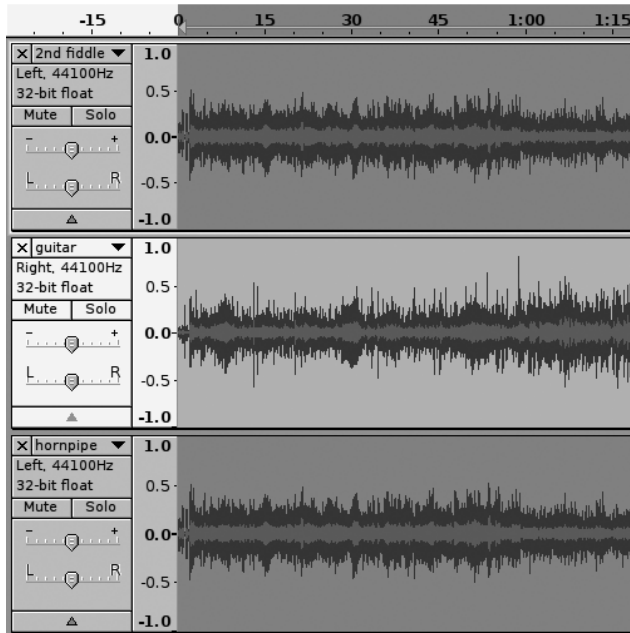 -15 0 15 30 45 1:00 1:15
× 2nd fiddle ▼ 1.0
Left, 44100Hz
32-bit float 0.5
Mute Solo
- + 0.0
L R -0.5
-1.0
× guitar ▼ 1.0
Right, 44100Hz
32-bit float 0.5
Mute Solo
- + 0.0
L R -0.5
-1.0
× hornpipe ▼ 1.0
Left, 44100Hz
32-bit float 0.5
Mute Solo
- + 0.0
L R -0.5
-1.0